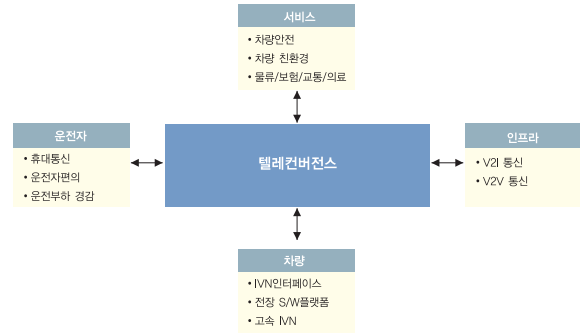 서비스
• 차량안전
• 차량 친환경
• 물류/보험/교통/의료
운전자
• 휴대통신
• 운전자편의
• 운전부하 경감
텔레컨버전스
인프라
• V2I 통신
• V2V 통신
차량
• IVN인터페이스
• 전장 S/W플랫폼
• 고속 IVN